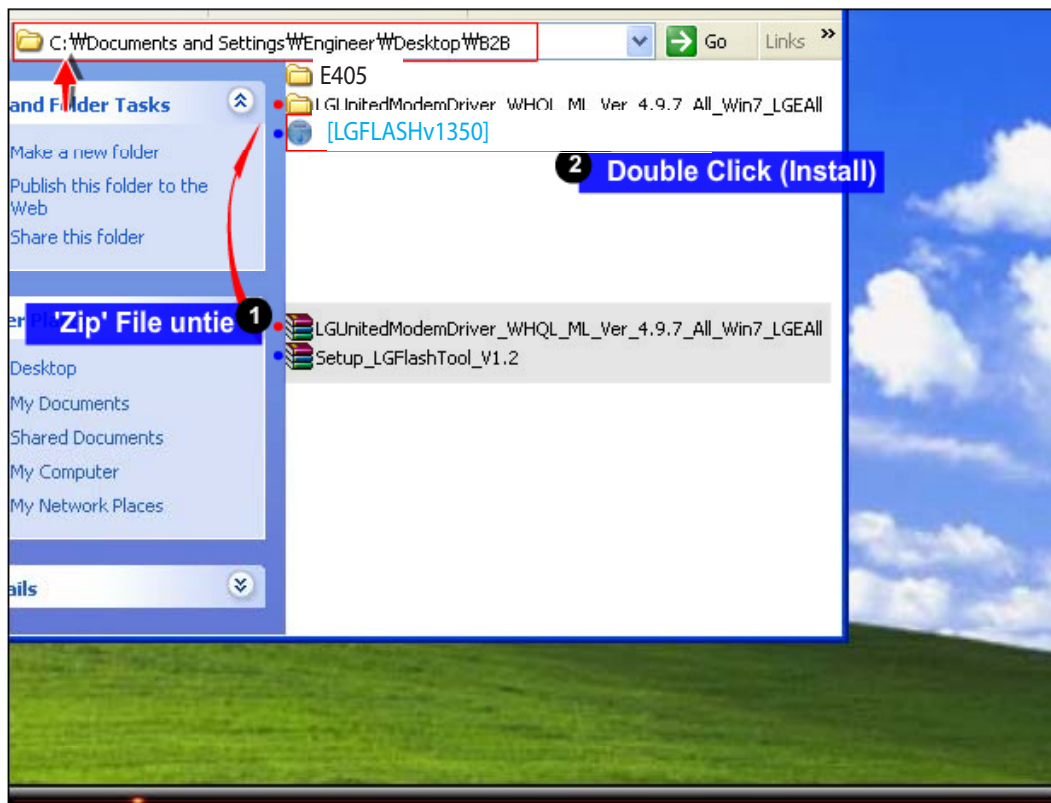 C:₩Documents and Settings₩Engineer₩Desktop₩B2B
Go
Links
»
E405
and Folder Tasks
LGUnitedModemDriver_WHQL_ML_Ver_4.9.7_All_Win7_LGEAll
[LGFLASHv1350]
Make a new folder
2 Double Click (Install)
Publish this folder to the
Web
Share this folder
er
'Zip' File untie 1
LGUnitedModemDriver_WHQL_ML_Ver_4.9.7_All_Win7_LGEAll
Setup_LGFlashTool_V1.2
Desktop
My Documents
Shared Documents
My Computer
My Network Places
ails